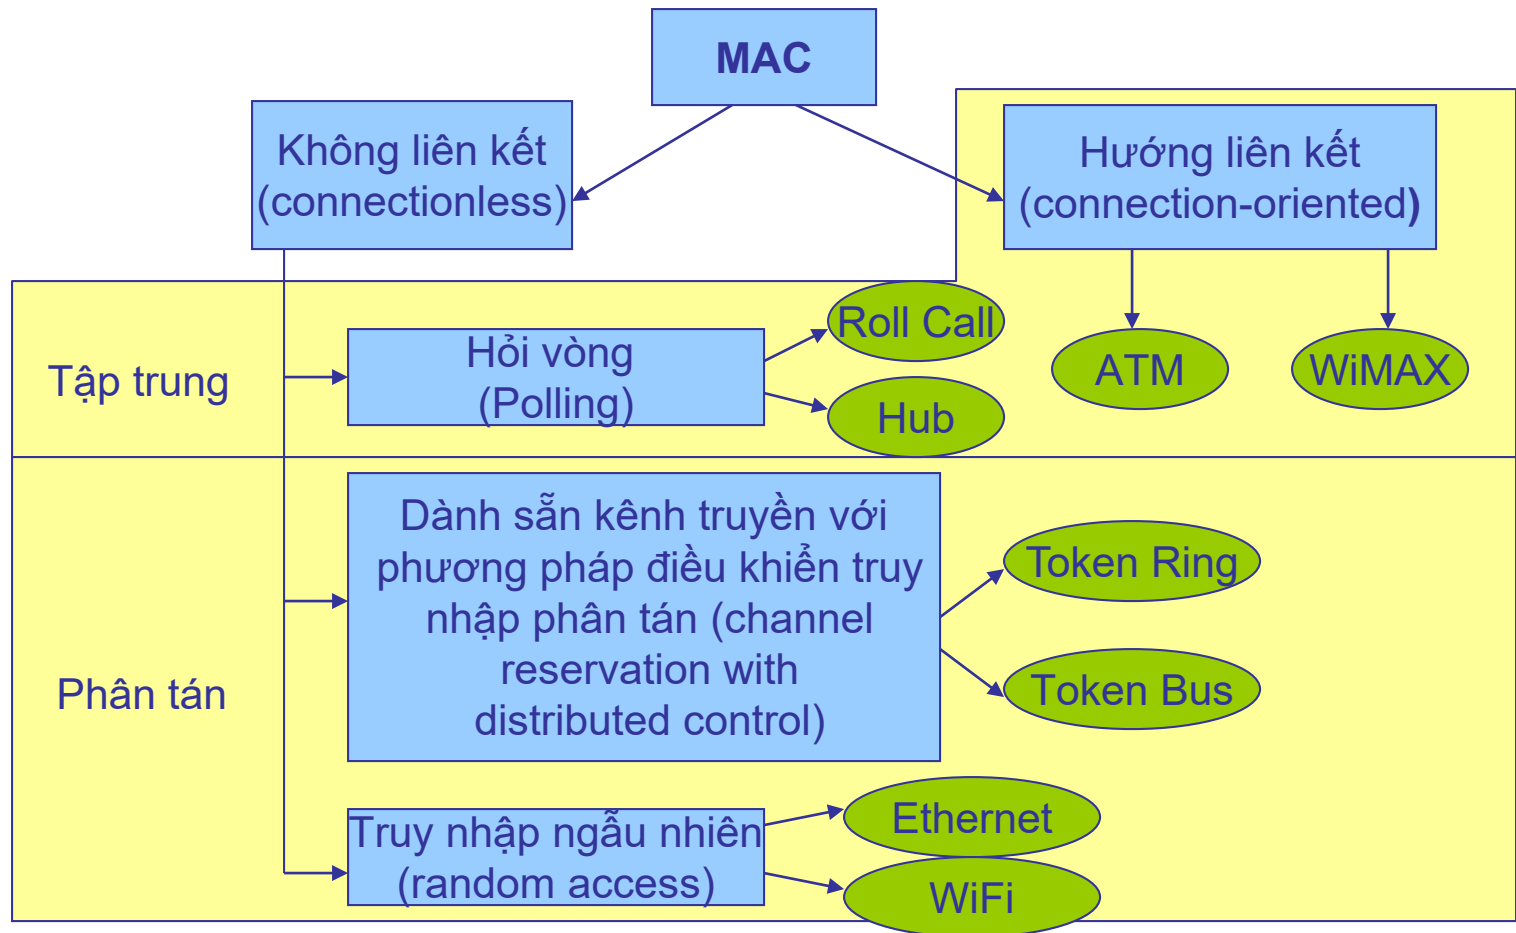 MAC
Không liên kết
(connectionless)
Hướng liên kết
(connection-oriented)
Tập trung
Hỏi vòng
(Polling)
Roll Call
Hub
ATM
WiMAX
Phân tán
Dành sẵn kênh truyền với
phương pháp điều khiển truy
nhập phân tán (channel
reservation with
distributed control)
Token Ring
Token Bus
Truy nhập ngẫu nhiên
(random access)
Ethernet
WiFi